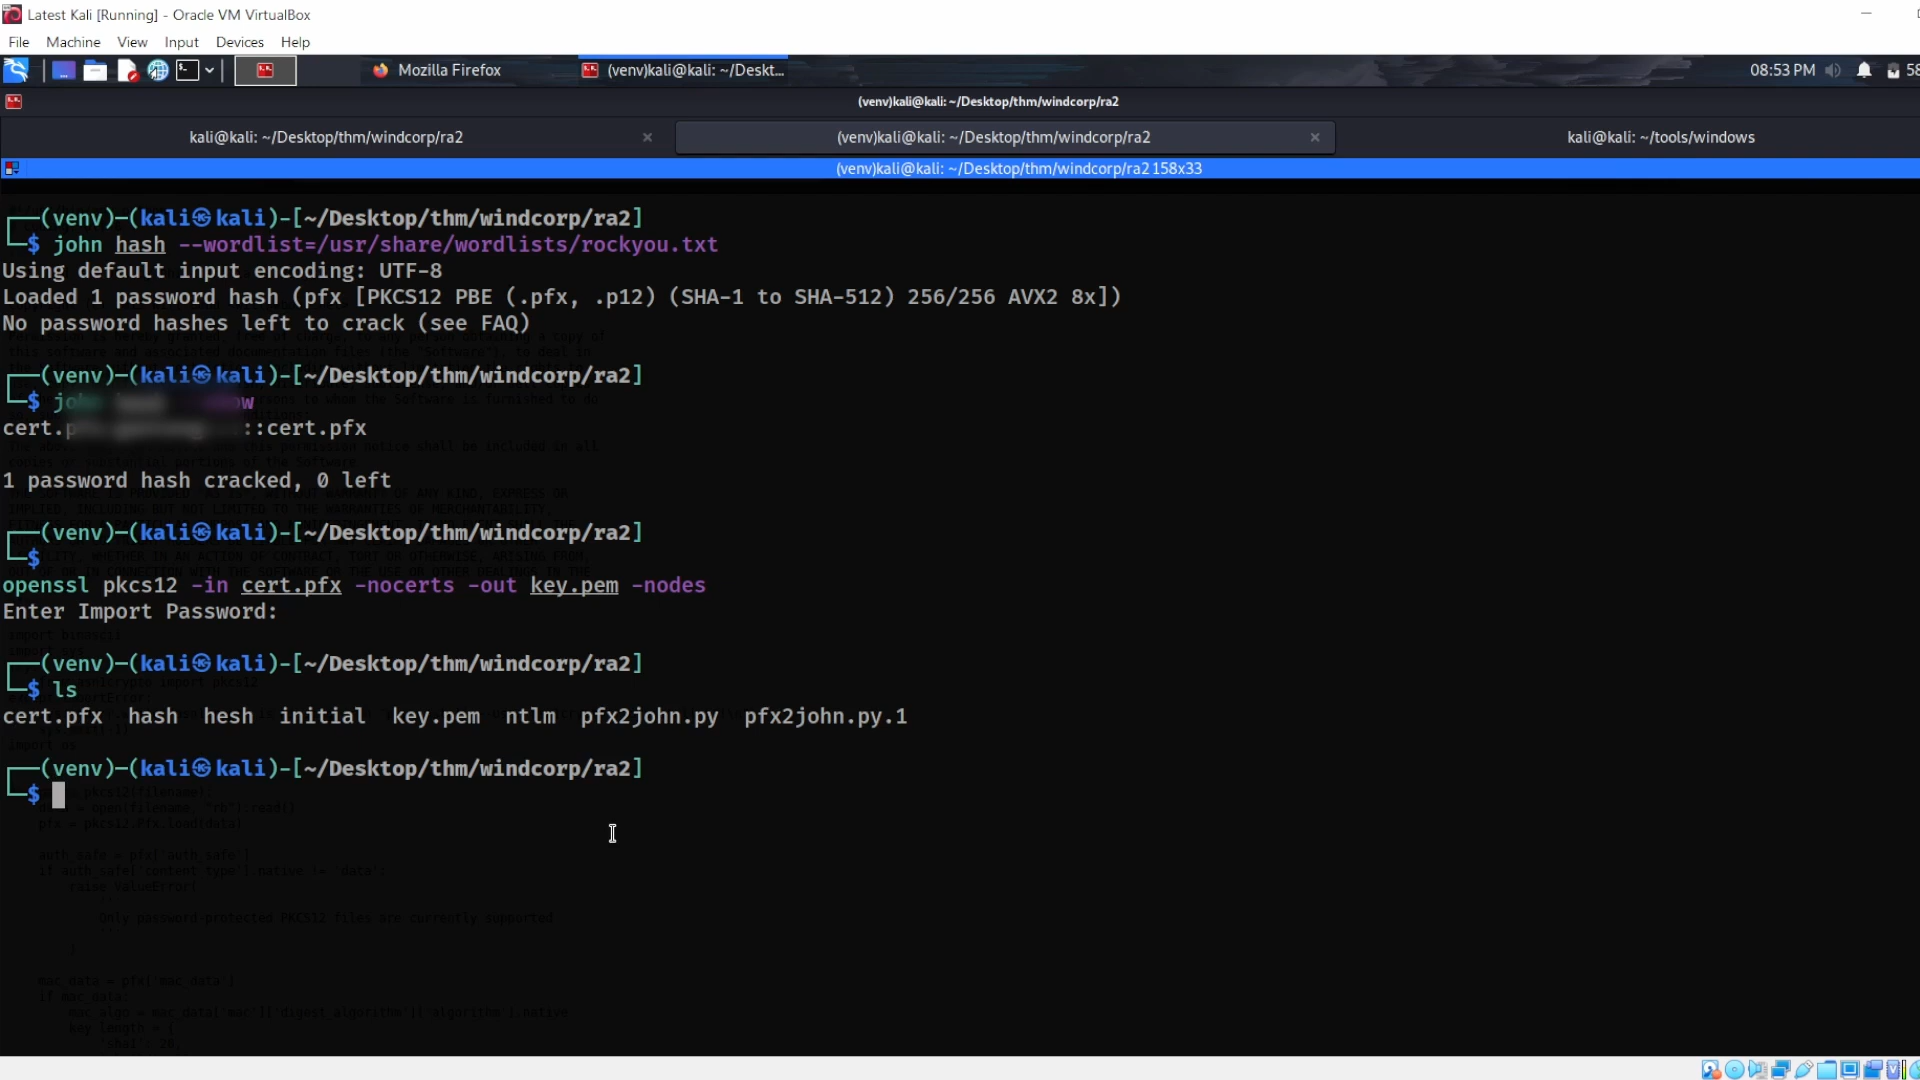 Latest Kali [Running] - Oracle VM VirtualBox
File Machine View Input Devices Help
Mozilla Firefox
(venv)kali@kali: ~/Deskt...
08:53 PM
58
(venv)kali@kali: ~/Desktop/thm/windcorp/ra2
kali@kali: ~/Desktop/thm/windcorp/ra2
(venv)kali@kali: ~/Desktop/thm/windcorp/ra2
kali@kali: ~/tools/windows
(venv)kali@kali: ~/Desktop/thm/windcorp/ra2 158x33
(venv)-(kali㉿kali)-[~/Desktop/thm/windcorp/ra2]
$ john hash --wordlist=/usr/share/wordlists/rockyou.txt
Using default input encoding: UTF-8
Loaded 1 password hash (pfx [PKCS12 PBE (.pfx, .p12) (SHA-1 to SHA-512) 256/256 AVX2 8x])
No password hashes left to crack (see FAQ)
(venv)-(kali㉿kali)-[~/Desktop/thm/windcorp/ra2]
$
::cert.pfx
1 password hash cracked, 0 left
(venv)-(kali㉿kali)-[~/Desktop/thm/windcorp/ra2]
$
openssl pkcs12 -in cert.pfx -nocerts -out key.pem -nodes
Enter Import Password:
(venv)-(kali㉿kali)-[~/Desktop/thm/windcorp/ra2]
$ ls
cert.pfx hash hesh initial key.pem ntlm pfx2john.py pfx2john.py.1
(venv)-(kali㉿kali)-[~/Desktop/thm/windcorp/ra2]
$